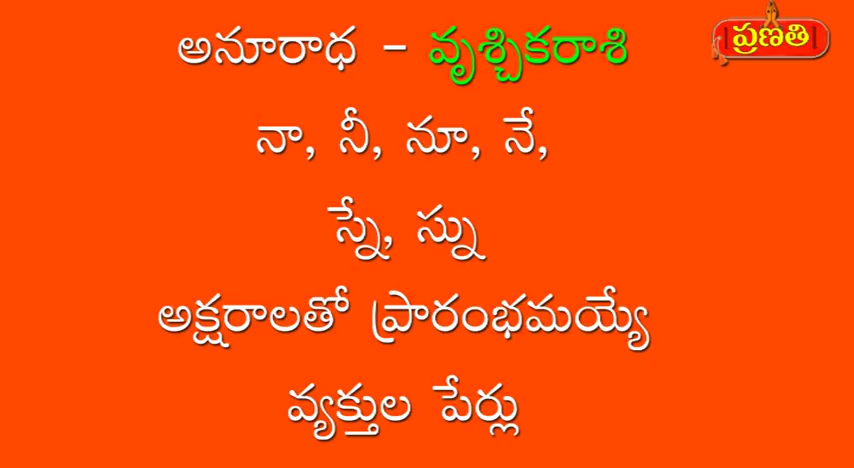 అనూరాధ - వృశ్చికరాశి
ప్రణతి
నా, నీ, నూ, నే,
స్నే, స్ను
అక్షరాలతో ప్రారంభమయ్యే
వ్యక్తుల పేర్లు